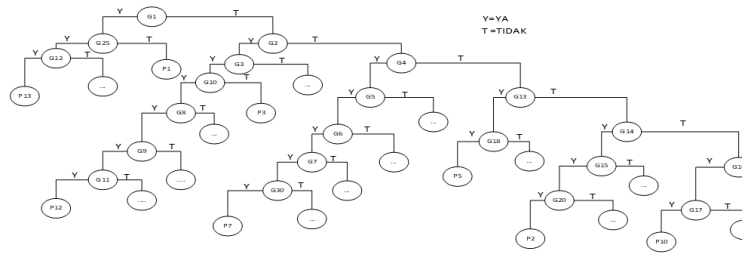 Y G1 T
Y=YA
T =TIDAK
Y G25 T
Y G2 T
G12 T P1
Y G3 T
Y G4 T
Y P13 ... Y G10 T ...
Y G5 T
Y G13 T
Y G8 T P3
...
Y G9 T ...
Y G6 T
Y G18 T
Y G14 T
Y G11 T ....
Y G7 T ...
P5 ...
Y G15 T
Y P12 ....
Y G30 T ...
Y G20 T ...
Y G17 T
P7 ...
P2 ...
P10